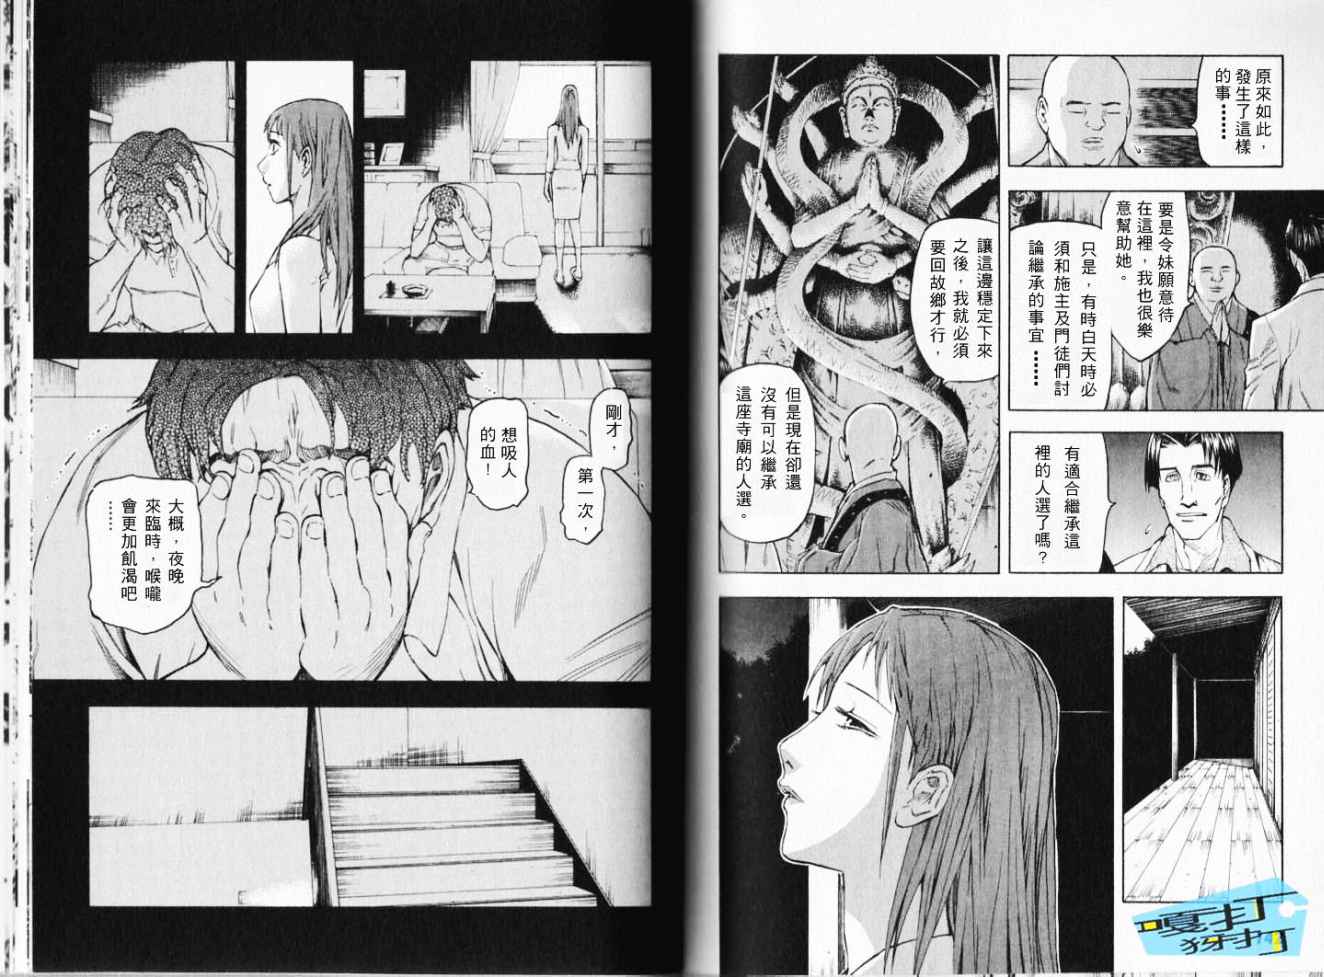 原來如此，
發生了這樣
的事……
要是令妹願意待
在這裡，我也很樂
意幫助她。
只是，有時白天時必
須和施主及門徒們討
論繼承的事宜……
有適合繼承這
裡的人選了嗎？
讓這邊穩定下來
之後，我就必須
要回故鄉才行，
但是現在卻還
沒有可以繼承
這座寺廟的人選。
剛才，
第一次，
想吸人
的血！
大概，夜晚
來臨時，喉嚨
會更加飢渴吧
……
嘎打丁
犽打